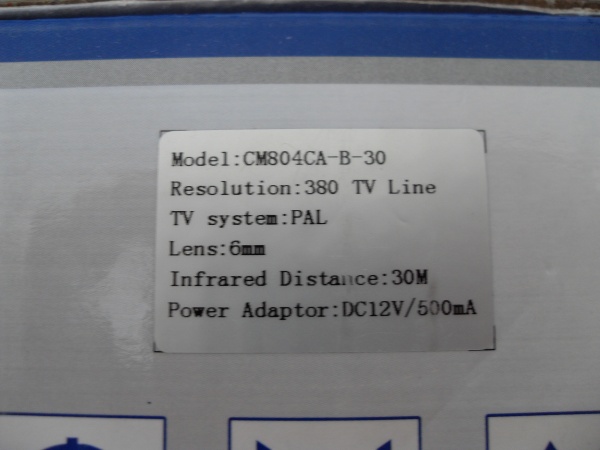 Model:CM804CA-B-30
Resolution:380 TV Line
TV system:PAL
Lens:6mm
Infrared Distance:30M
Power Adaptor:DC12V/500mA